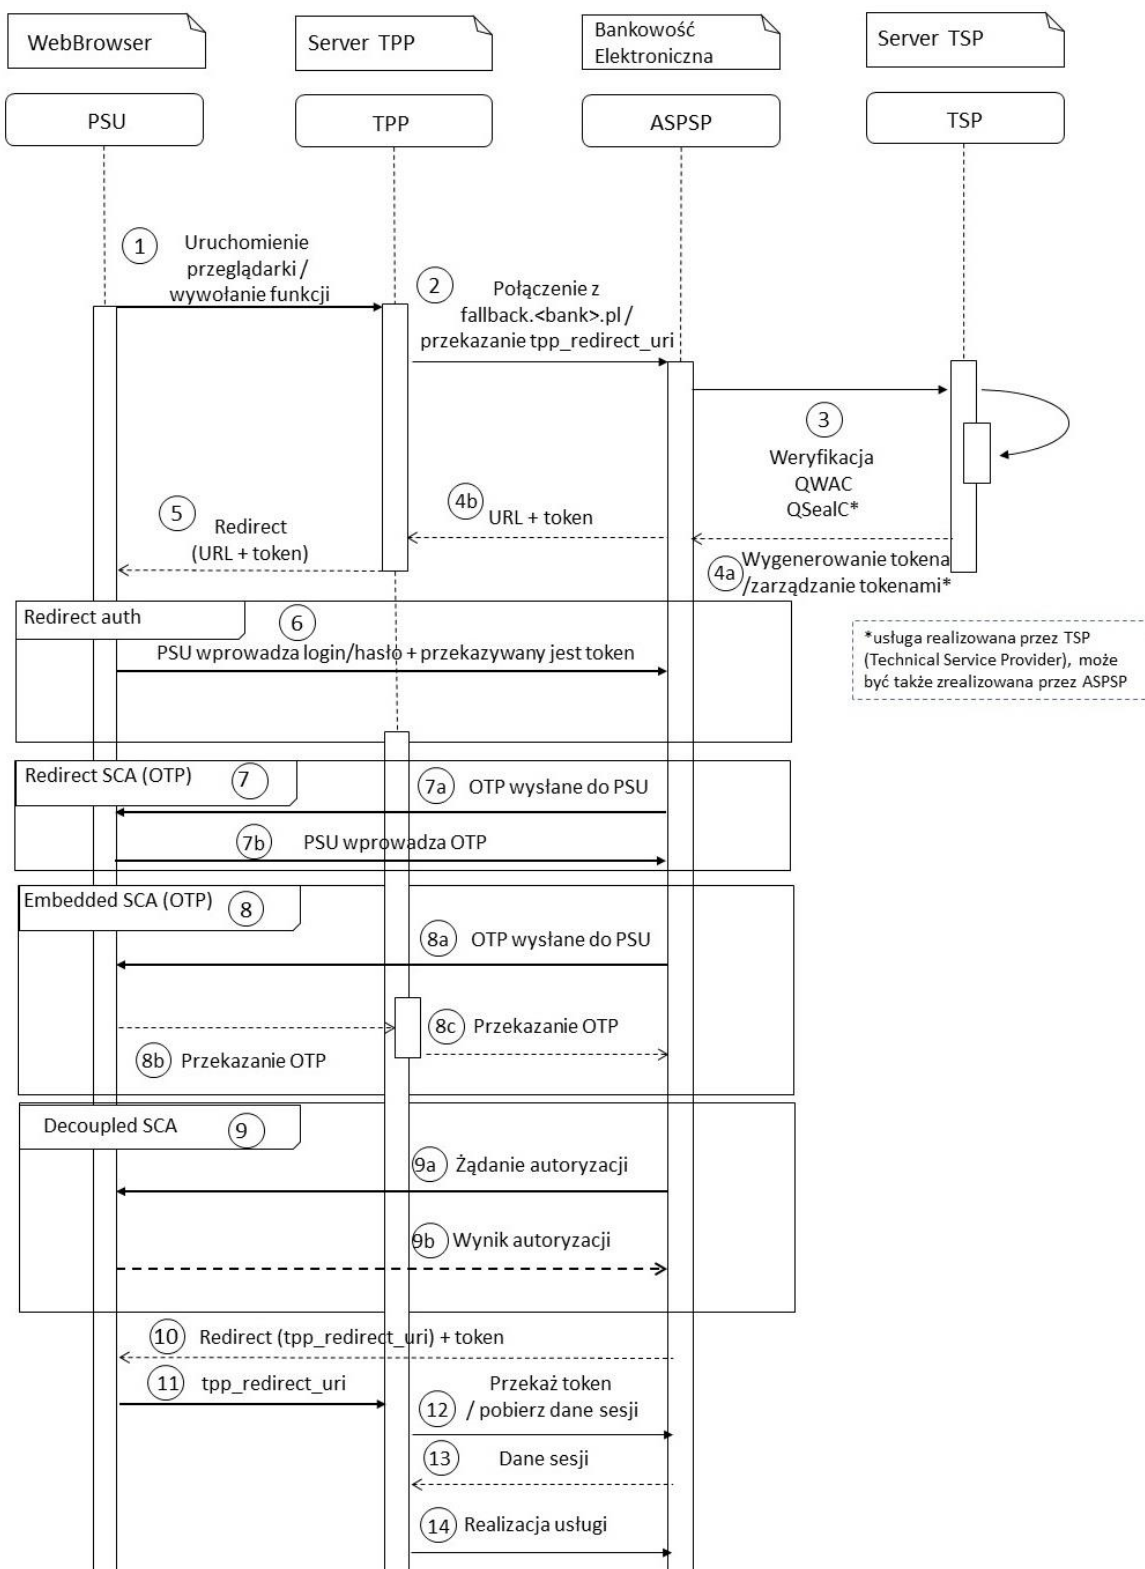 WebBrowser
Server TPP
Bankowość
Elektroniczna
Server TSP
PSU
TPP
ASPSP
TSP
1
Uruchomienie
przeglądarki /
wywołanie funkcji
2
Połączenie z
fallback.<bank>.pl /
przekazanie tpp_redirect_uri
3
Weryfikacja
QWAC
QSealC*
4b
URL + token
5
Redirect
(URL + token)
4a
Wygenerowanie tokena
/zarządzanie tokenami*
*usługa realizowana przez TSP
(Technical Service Provider), może
być także zrealizowana przez ASPSP
Redirect auth
6
PSU wprowadza login/hasło + przekazywany jest token
Redirect SCA (OTP)
7
7a
OTP wysłane do PSU
7b
PSU wprowadza OTP
Embedded SCA (OTP)
8
8a
OTP wysłane do PSU
8c
Przekazanie OTP
8b
Przekazanie OTP
Decoupled SCA
9
9a
Żądanie autoryzacji
9b
Wynik autoryzacji
10
Redirect (tpp_redirect_uri) + token
11
tpp_redirect_uri
12
Przekaż token
/ pobierz dane sesji
13
Dane sesji
14
Realizacja usługi